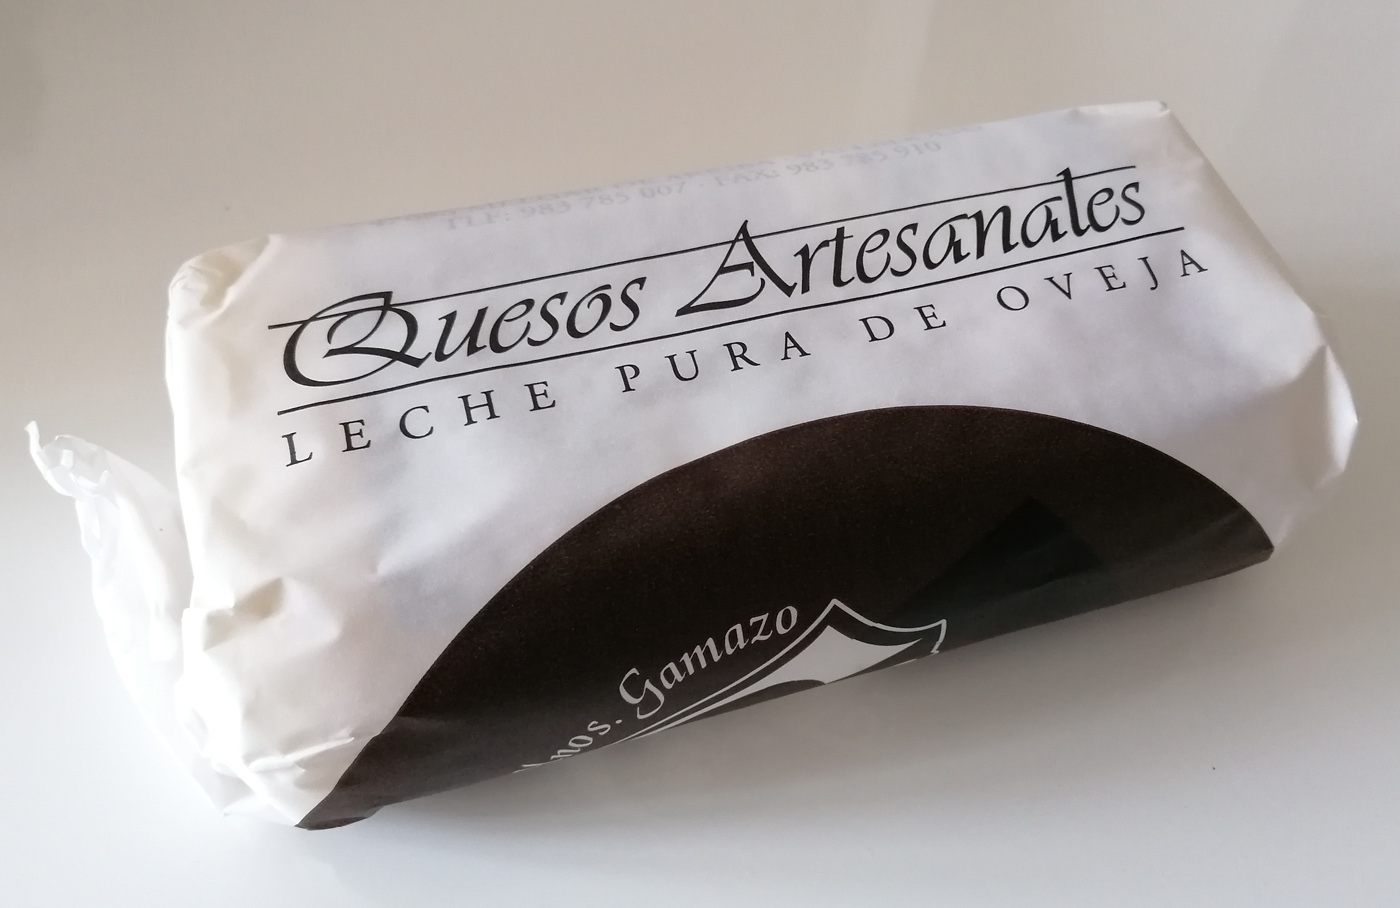 TLF: 983 785 007 · FAX: 983 785 910
Quesos Artesanales
LECHE PURA DE OVEJA
Gamazo